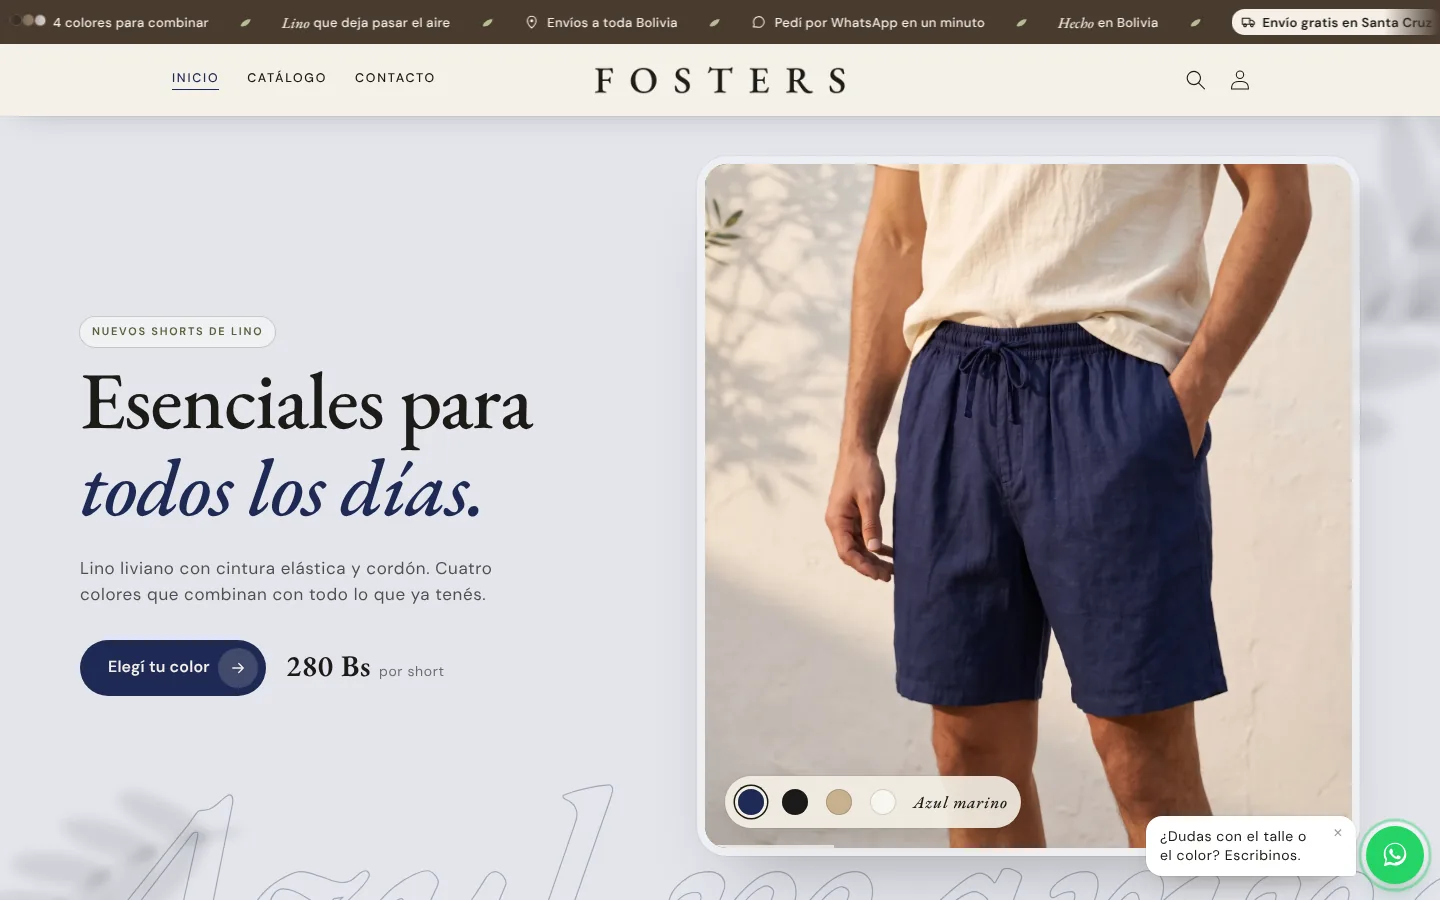 4 colores para combinar
Lino que deja pasar el aire
Envíos a toda Bolivia
Pedí por WhatsApp en un minuto
Hecho en Bolivia
Envío gratis en Santa Cruz
INICIO
CATÁLOGO
CONTACTO
FOSTERS
NUEVOS SHORTS DE LINO
Esenciales para
todos los días.
Lino liviano con cintura elástica y cordón. Cuatro
colores que combinan con todo lo que ya tenés.
Elegí tu color
280 Bs por short
Azul marino
¿Dudas con el talle o
el color? Escribinos.
Azul marino